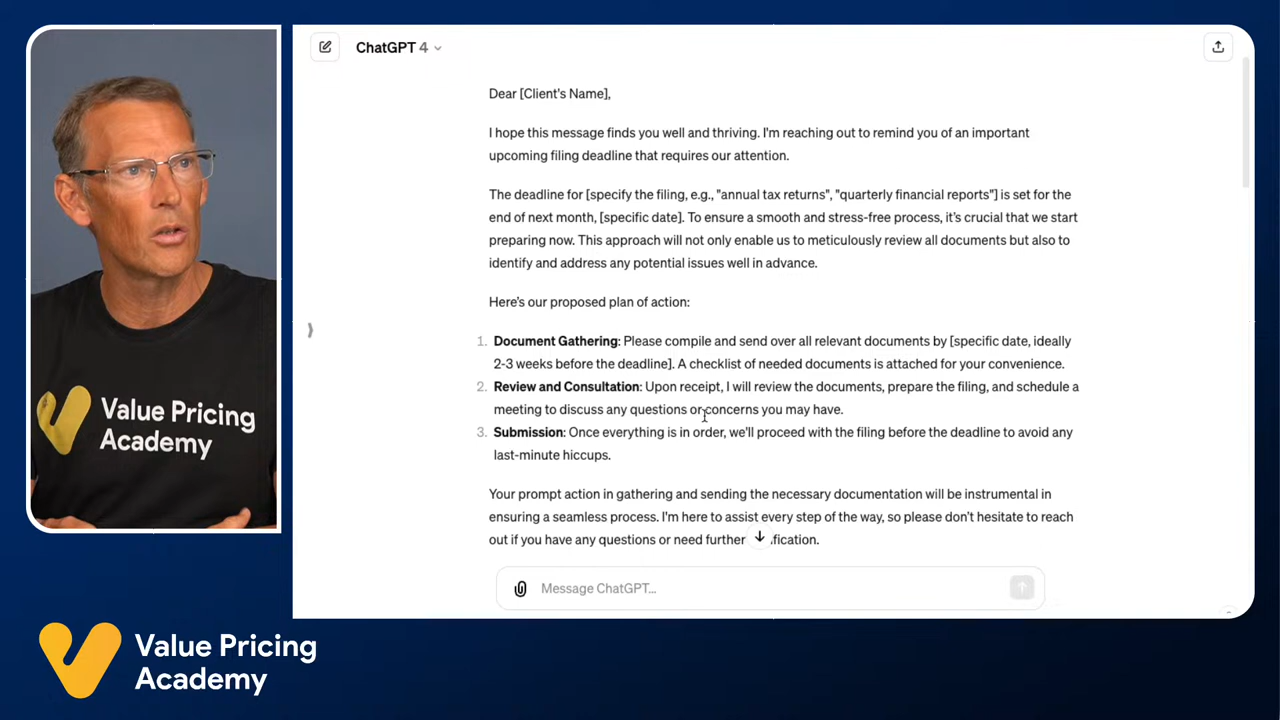 ChatGPT 4
Dear [Client's Name],
I hope this message finds you well and thriving. I'm reaching out to remind you of an important
upcoming filing deadline that requires our attention.
The deadline for [specify the filing, e.g., "annual tax returns", "quarterly financial reports"] is set for the
end of next month, [specific date]. To ensure a smooth and stress-free process, it's crucial that we start
preparing now. This approach will not only enable us to meticulously review all documents but also to
identify and address any potential issues well in advance.
Here's our proposed plan of action:
1. Document Gathering: Please compile and send over all relevant documents by [specific date, ideally
2-3 weeks before the deadline]. A checklist of needed documents is attached for your convenience.
2. Review and Consultation: Upon receipt, I will review the documents, prepare the filing, and schedule a
meeting to discuss any questions or concerns you may have.
3. Submission: Once everything is in order, we'll proceed with the filing before the deadline to avoid any
last-minute hiccups.
Your prompt action in gathering and sending the necessary documentation will be instrumental in
ensuring a seamless process. I'm here to assist every step of the way, so please don't hesitate to reach
out if you have any questions or need further ification.
Message ChatGPT...
Value Pricing
Academy
Value Pricing
Academy